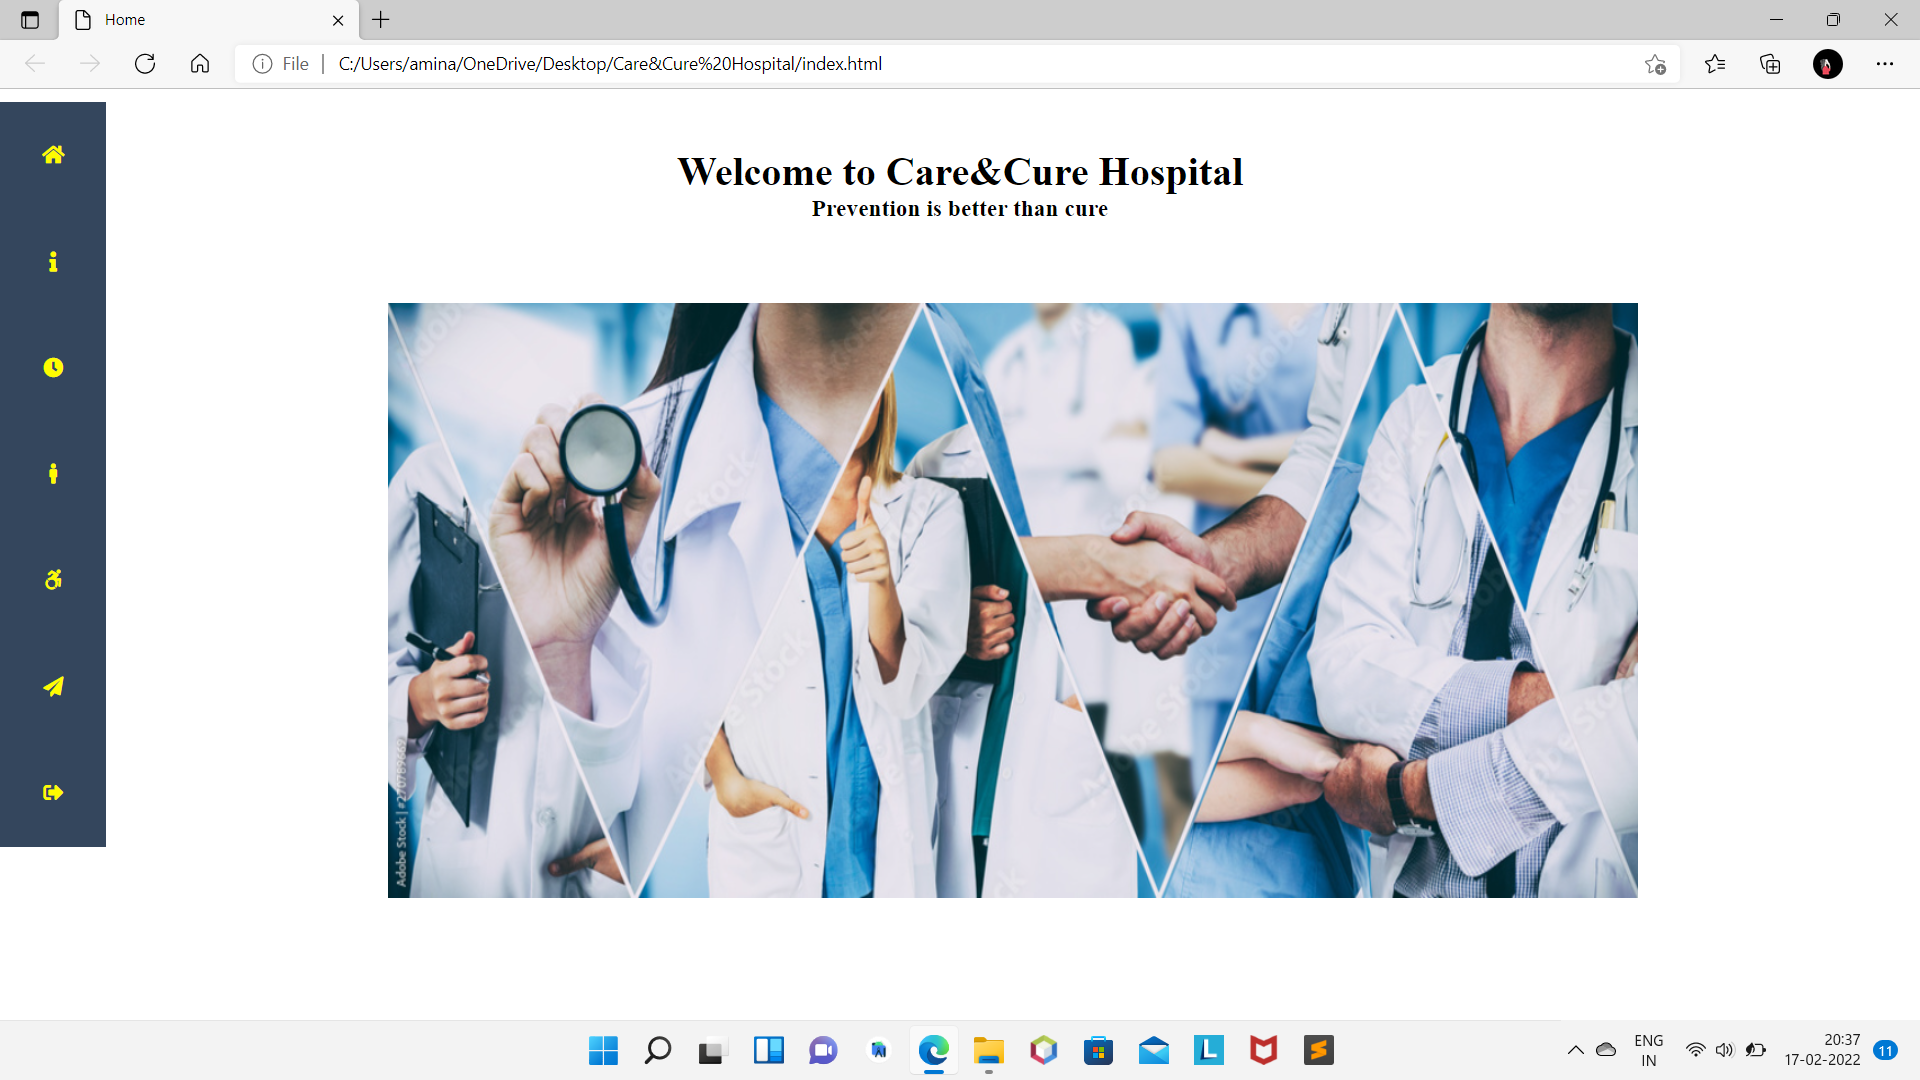 Home
File
C:/Users/amina/OneDrive/Desktop/Care&Cure%20Hospital/index.html
Welcome to Care&Cure Hospital
Prevention is better than cure
Adobe Stock
ENG
IN
20:37
17-02-2022
11